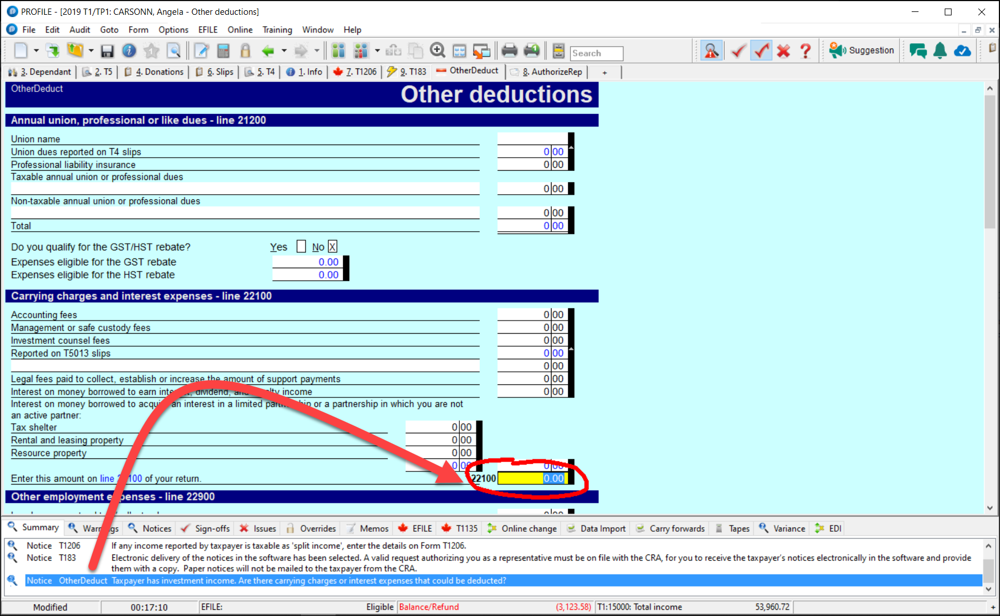 PROFILE - [2019 T1/TP1: CARSONN, Angela - Other deductions]
File Edit Audit Goto Form Options EFILE Online Training Window Help
Search
Suggestion
3. Dependant 2. T5 4. Donations 6. Slips 5. T4 1. Info 7. T1206 9. T183 OtherDeduct 8. AuthorizeRep +
OtherDeduct
Other deductions
Annual union, professional or like dues - line 21200
Union name
Union dues reported on T4 slips 0 00
Professional liability insurance 0 00
Taxable annual union or professional dues
0 00
Non-taxable annual union or professional dues
0 00
Total 0 00
Do you qualify for the GST/HST rebate? Yes No X
Expenses eligible for the GST rebate 0.00
Expenses eligible for the HST rebate 0.00
Carrying charges and interest expenses - line 22100
Accounting fees 0 00
Management or safe custody fees 0 00
Investment counsel fees 0 00
Reported on T5013 slips 0 00
0 00
Legal fees paid to collect, establish or increase the amount of support payments 0 00
Interest on money borrowed to earn and income 0 00
Interest on money borrowed to an interest in a limited or a partnership in which you are not
an active partner:
Tax shelter 0 00
Rental and leasing property 0 00
Resource property 0 00
0 00 0 00
Enter this amount on line of your return. 22100 0.00
Other employment expenses - line 22900
Summary Warnings Notices Sign-offs Issues Overrides Memos EFILE T1135 Online change Data Import Carry forwards Tapes Variance EDI
Notice T1206 If any income reported by taxpayer is taxable as 'split income', enter the details on Form T1206.
Notice T183 Electronic delivery of the notices in the software has been selected. A valid request authorizing you as a representative must be on file with the CRA, for you to receive the taxpayer's notices electronically in the software and provide
them with a copy. Paper notices will not be mailed to the taxpayer from the CRA.
Notice OtherDeduct Taxpayer has investment income. Are there carrying charges or interest expenses that could be deducted?
Modified 00:17:10 EFILE: Eligible Balance/Refund (3,123.58) T1:15000: Total income 53,960.72 +